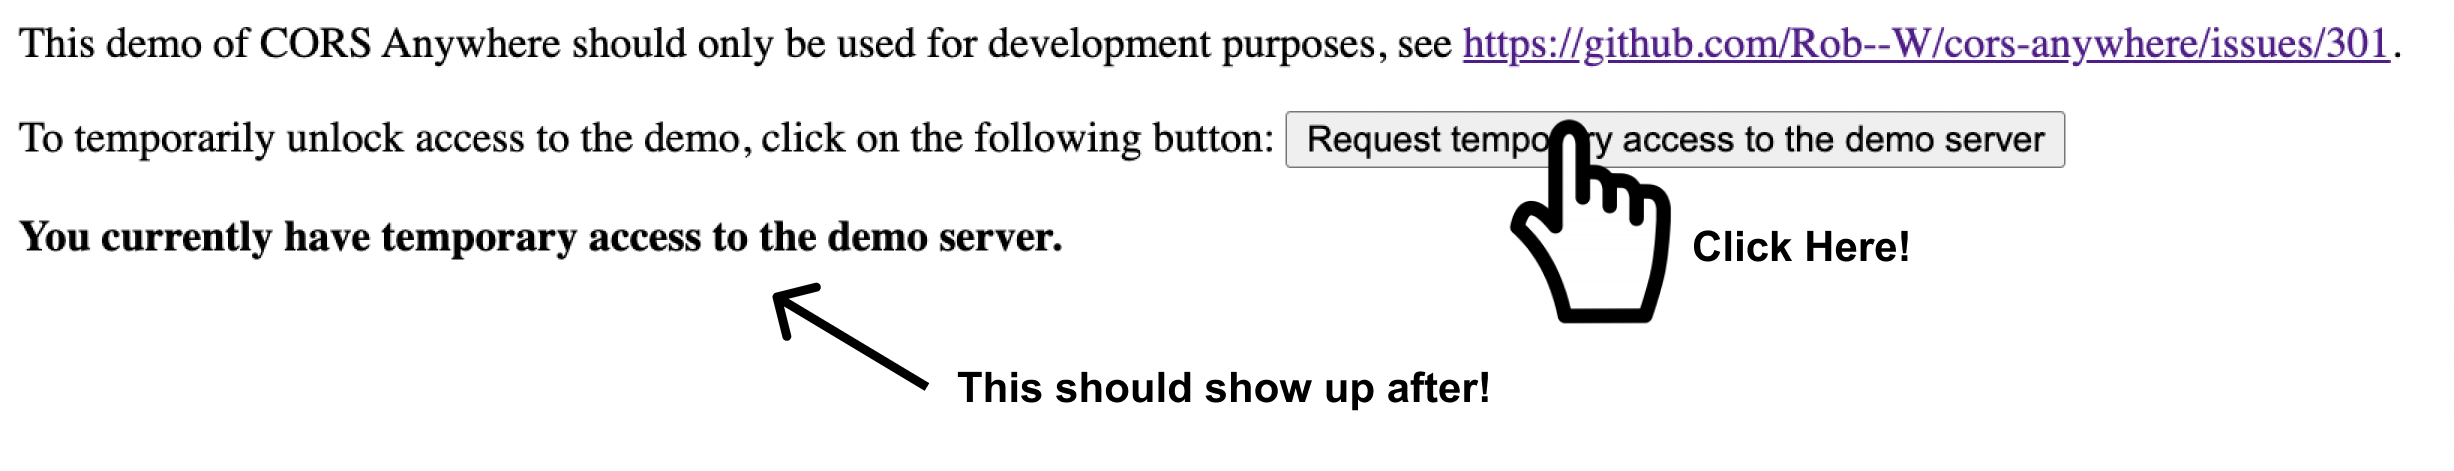 This demo of CORS Anywhere should only be used for development purposes, see https://github.com/Rob--W/cors-anywhere/issues/301.
To temporarily unlock access to the demo, click on the following button: Request temporary access to the demo server
You currently have temporary access to the demo server.
Click Here!
This should show up after!